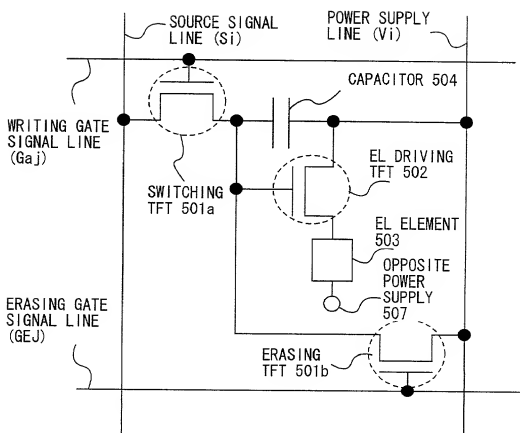 SOURCE SIGNAL
LINE (Si)
POWER SUPPLY
LINE (Vi)
CAPACITOR 504
WRITING GATE
SIGNAL LINE
(Gaj)
SWITCHING
TFT 501a
EL DRIVING
TFT 502
EL ELEMENT
503
OPPOSITE
POWER
SUPPLY
507
ERASING GATE
SIGNAL LINE
(GEJ)
ERASING
TFT 501b